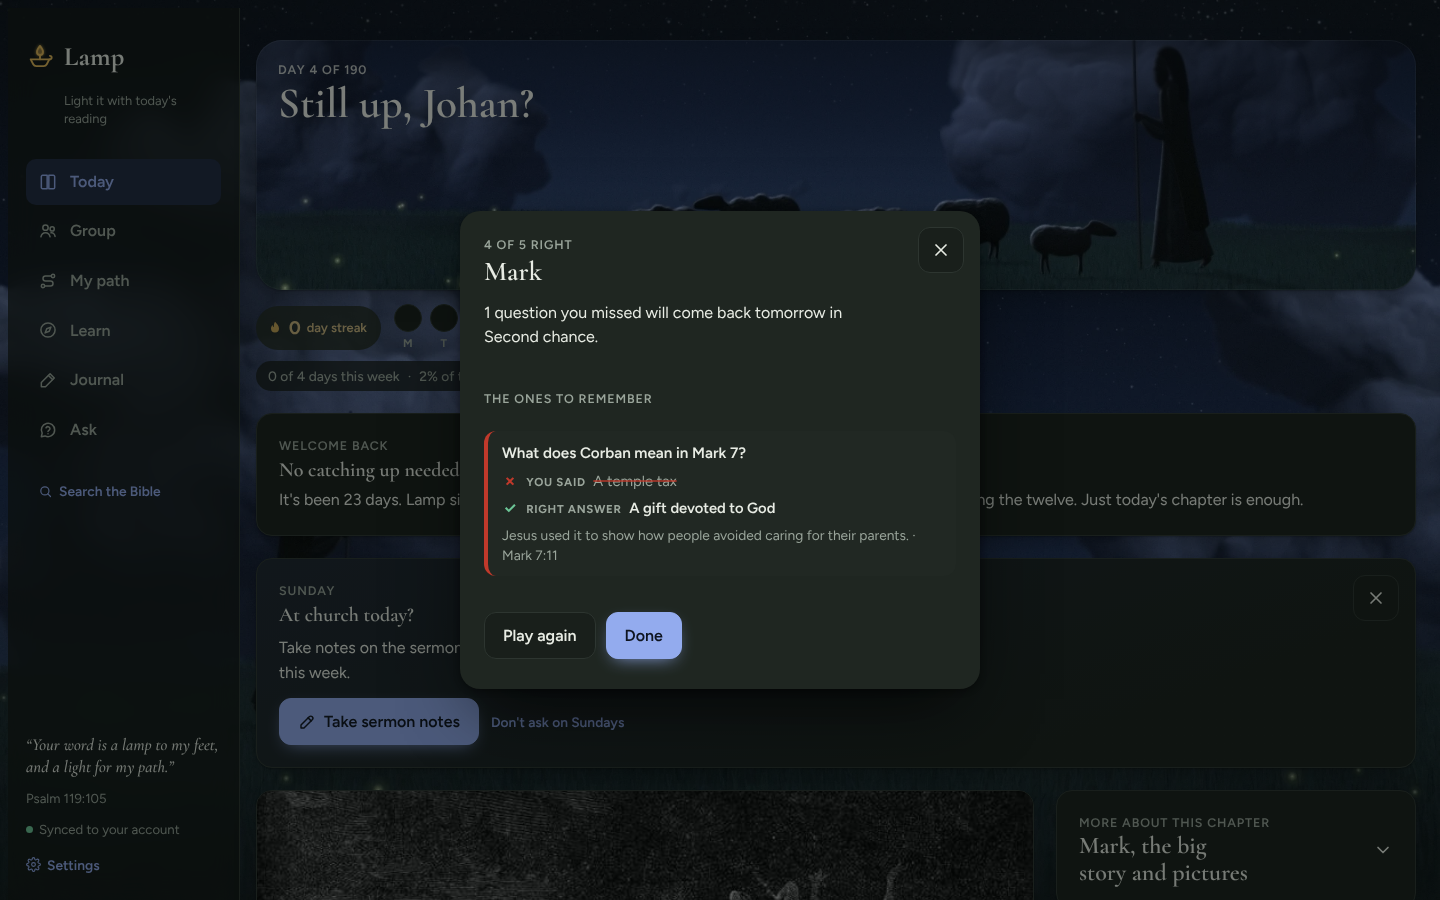 Lamp
Light it with today's
reading
Today
Group
My path
Learn
Journal
Ask
Search the Bible
“Your word is a lamp to my feet,
and a light for my path.”
Psalm 119:105
Synced to your account
Settings
DAY 4 OF 190
Still up, Johan?
0 day streak
M T
0 of 4 days this week · 2% of
WELCOME BACK
No catching up needed
It's been 23 days. Lamp
ng the twelve. Just today's chapter is enough.
SUNDAY
At church today?
Take notes on the sermon
this week.
Take sermon notes
Don't ask on Sundays
MORE ABOUT THIS CHAPTER
Mark, the big
story and pictures
4 OF 5 RIGHT
Mark
1 question you missed will come back tomorrow in
Second chance.
THE ONES TO REMEMBER
What does Corban mean in Mark 7?
YOU SAID A temple tax
RIGHT ANSWER A gift devoted to God
Jesus used it to show how people avoided caring for their parents. ·
Mark 7:11
Play again
Done